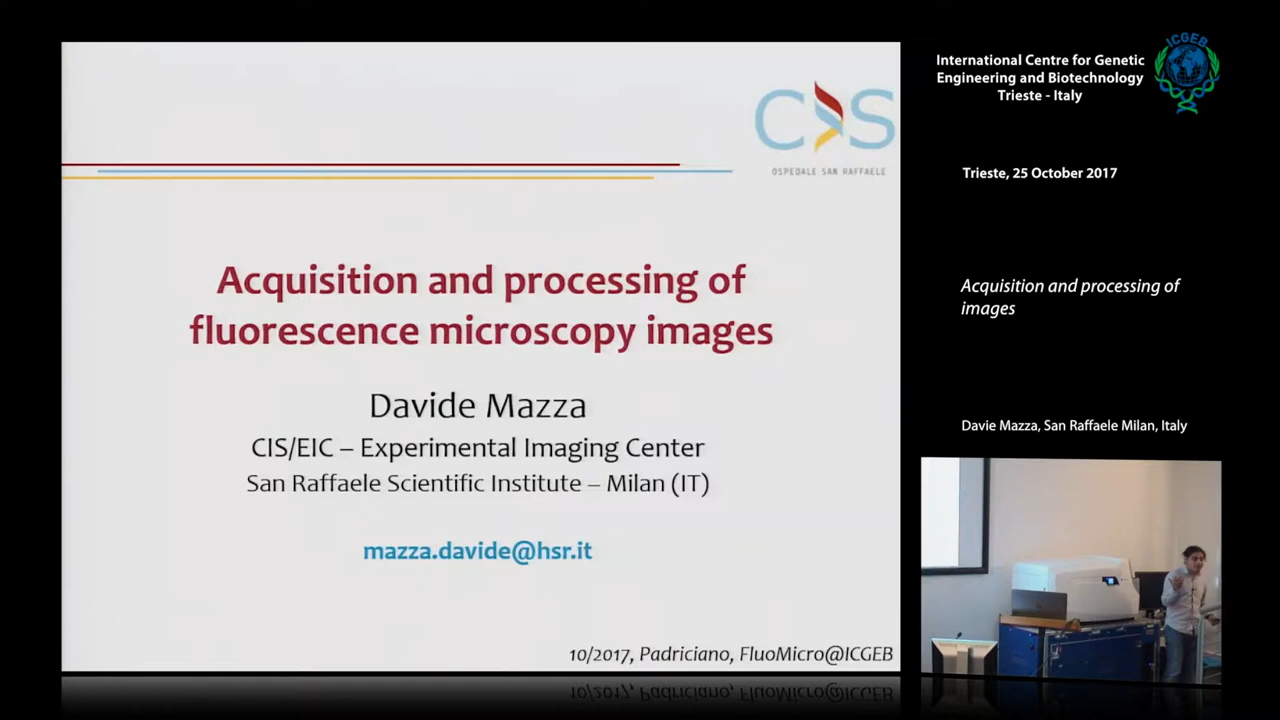 CIS
OSPEDALE SAN RAFFAELE
Acquisition and processing of
fluorescence microscopy images
Davide Mazza
CIS/EIC – Experimental Imaging Center
San Raffaele Scientific Institute – Milan (IT)
mazza.davide@hsr.it
10/2017, Padriciano, FluoMicro@ICGEB
ICGEB
International Centre for Genetic
Engineering and Biotechnology
Trieste - Italy
Trieste, 25 October 2017
Acquisition and processing of
images
Davie Mazza, San Raffaele Milan, Italy